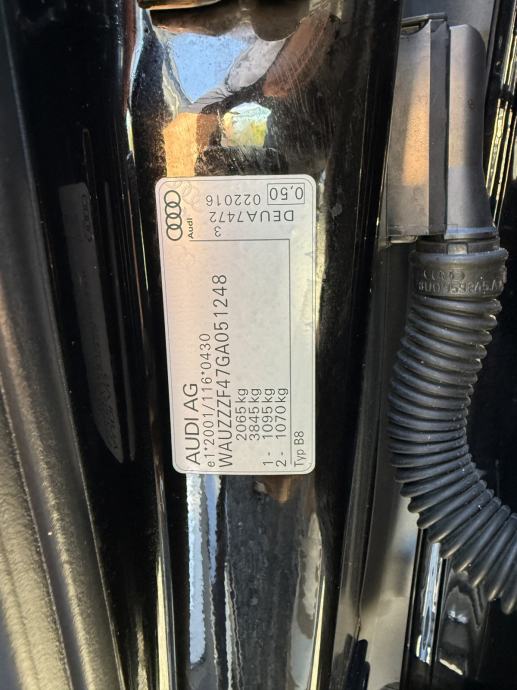 AUDI AG
e1*2001/116*0430
WAUZZZF47GA051248
2065kg
3845kg
1 - 1095kg
2 - 1070kg
Typ B8
Audi
3
DEUA7472
022016
0,50